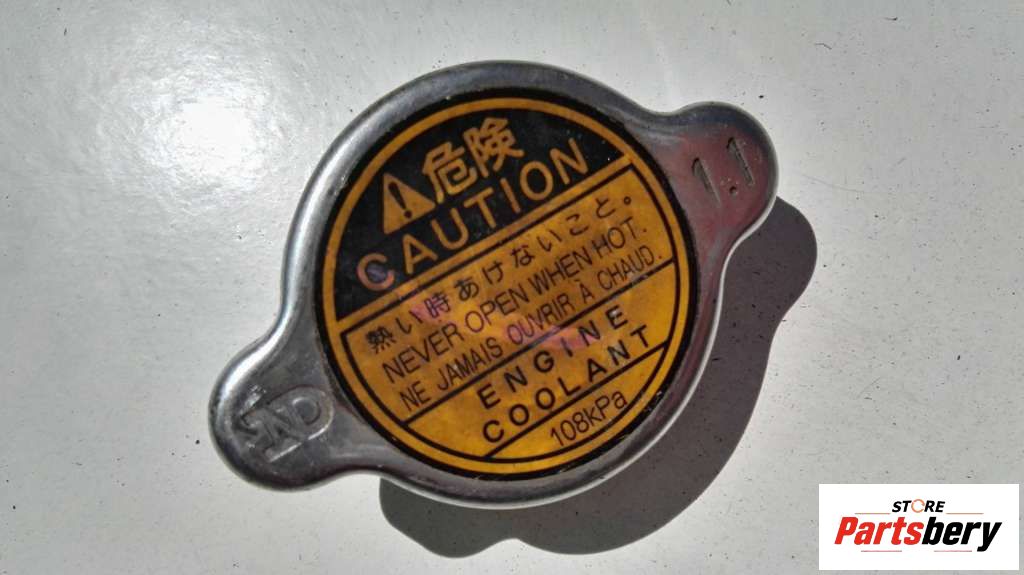 危険
CAUTION
熱い時あけないこと。
NEVER OPEN WHEN HOT.
NE JAMAIS OUVRIR À CHAUD.
ENGINE
COOLANT
108kPa
1.1
ND
STORE
Partsbery